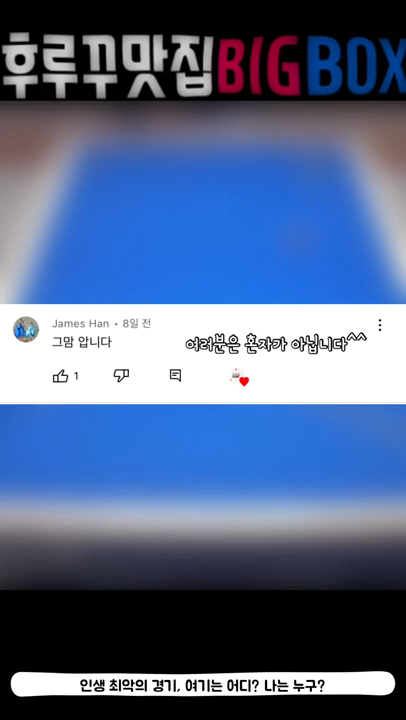 후루꾸맛집BIGBOX
James Han • 8일 전
그맘 압니다
여러분은 혼자가 아닙니다^^
1
인생 최악의 경기, 여기는 어디? 나는 누구?